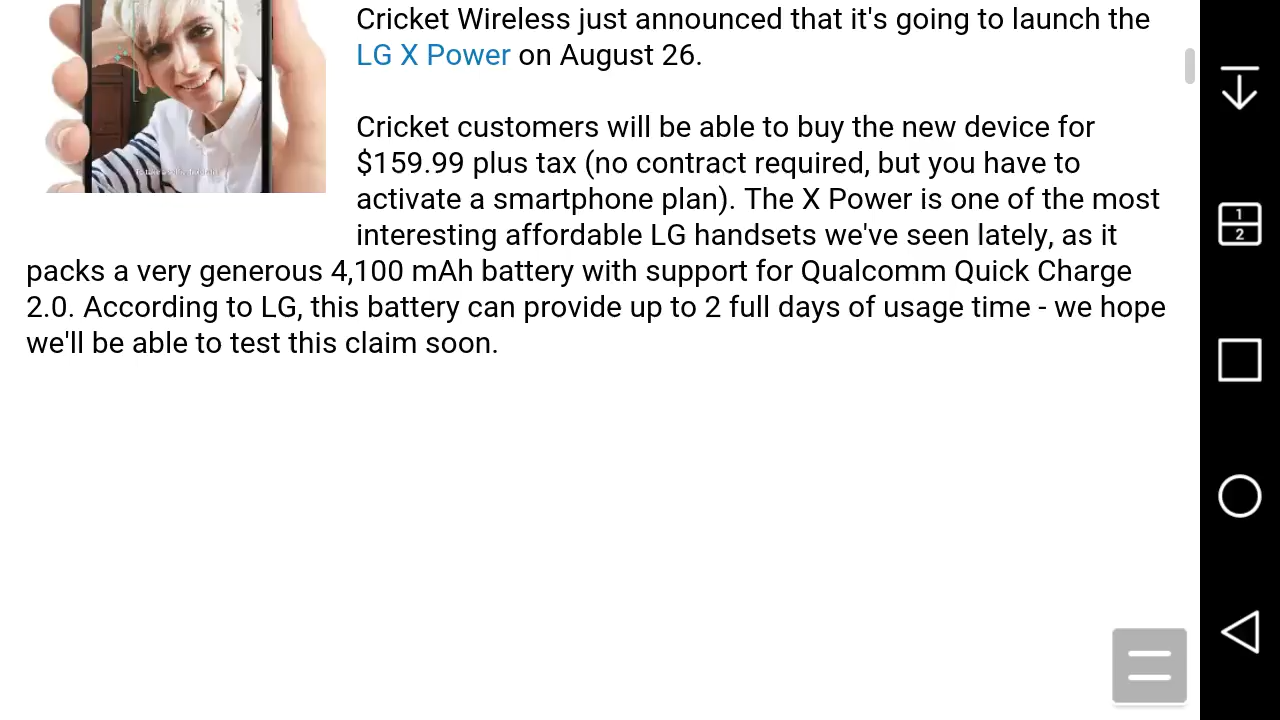 Cricket Wireless just announced that it's going to launch the
LG X Power on August 26.
Cricket customers will be able to buy the new device for
$159.99 plus tax (no contract required, but you have to
activate a smartphone plan). The X Power is one of the most
interesting affordable LG handsets we've seen lately, as it
packs a very generous 4,100 mAh battery with support for Qualcomm Quick Charge
2.0. According to LG, this battery can provide up to 2 full days of usage time - we hope
we'll be able to test this claim soon.
1
2